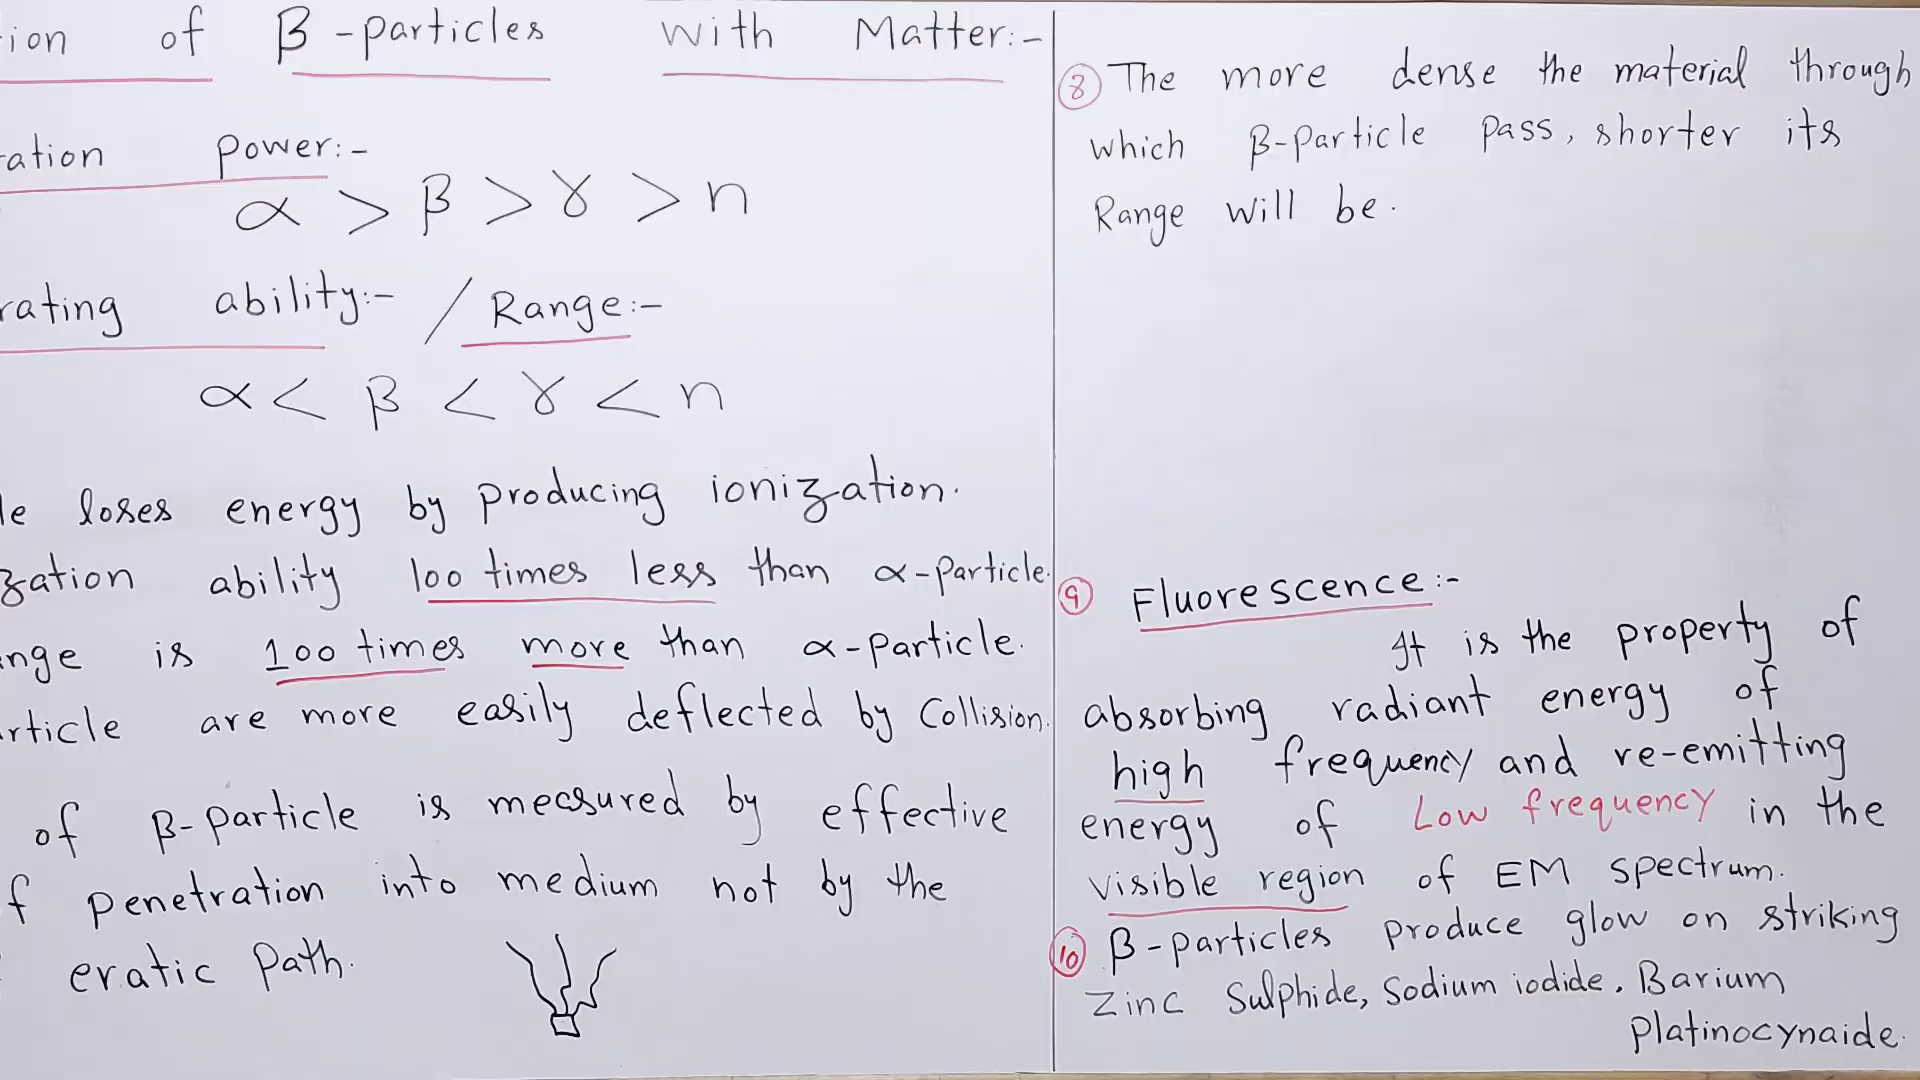 ion of β-particles with Matter:-
ration Power:-
α > β > γ > n
rating ability:- / Range:-
α < β < γ < n
le loses energy by producing ionization.
zation ability 100 times less than α-particle.
nge is 100 times more than α-particle.
rticle are more easily deflected by Collision.
of β-particle is measured by effective
f penetration into medium not by the
eratic path.
⑧ The more dense the material through
which β-particle pass, shorter its
Range will be.
⑨ Fluorescence:-
It is the property of
absorbing radiant energy of
high frequency and re-emitting
energy of Low frequency in the
visible region of EM spectrum.
⑩ β-particles produce glow on striking
Zinc Sulphide, Sodium iodide, Barium
Platinocynaide.